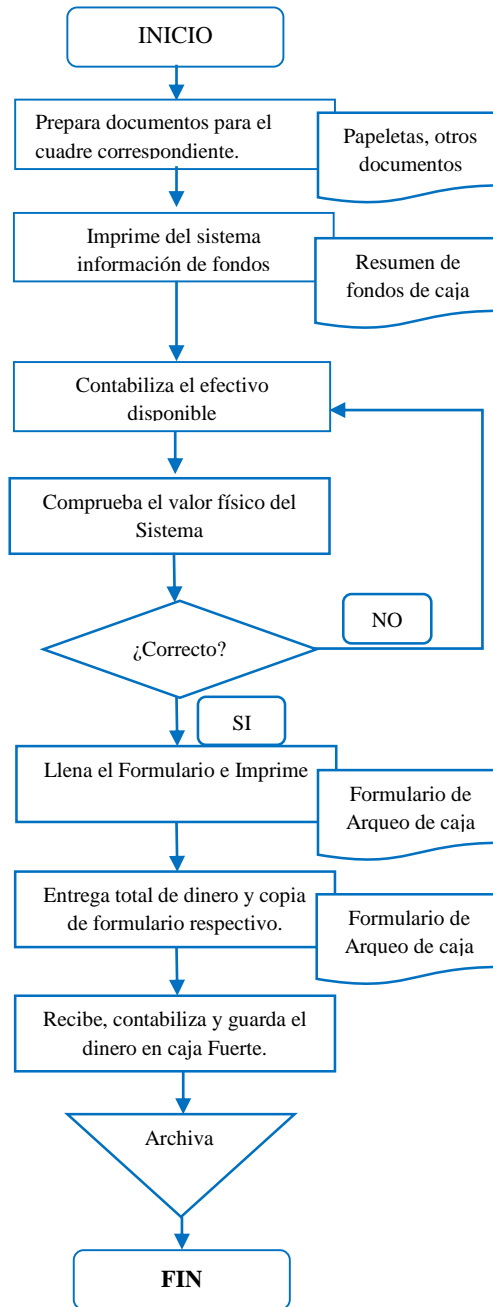 INICIO
Prepara documentos para el
cuadre correspondiente.
Papeletas, otros
documentos
Imprime del sistema
información de fondos
Resumen de
fondos de caja
Contabiliza el efectivo
disponible
Comprueba el valor físico del
Sistema
NO
¿Correcto?
SI
Llena el Formulario e Imprime
Formulario de
Arqueo de caja
Entrega total de dinero y copia
de formulario respectivo.
Formulario de
Arqueo de caja
Recibe, contabiliza y guarda el
dinero en caja Fuerte.
Archiva
FIN